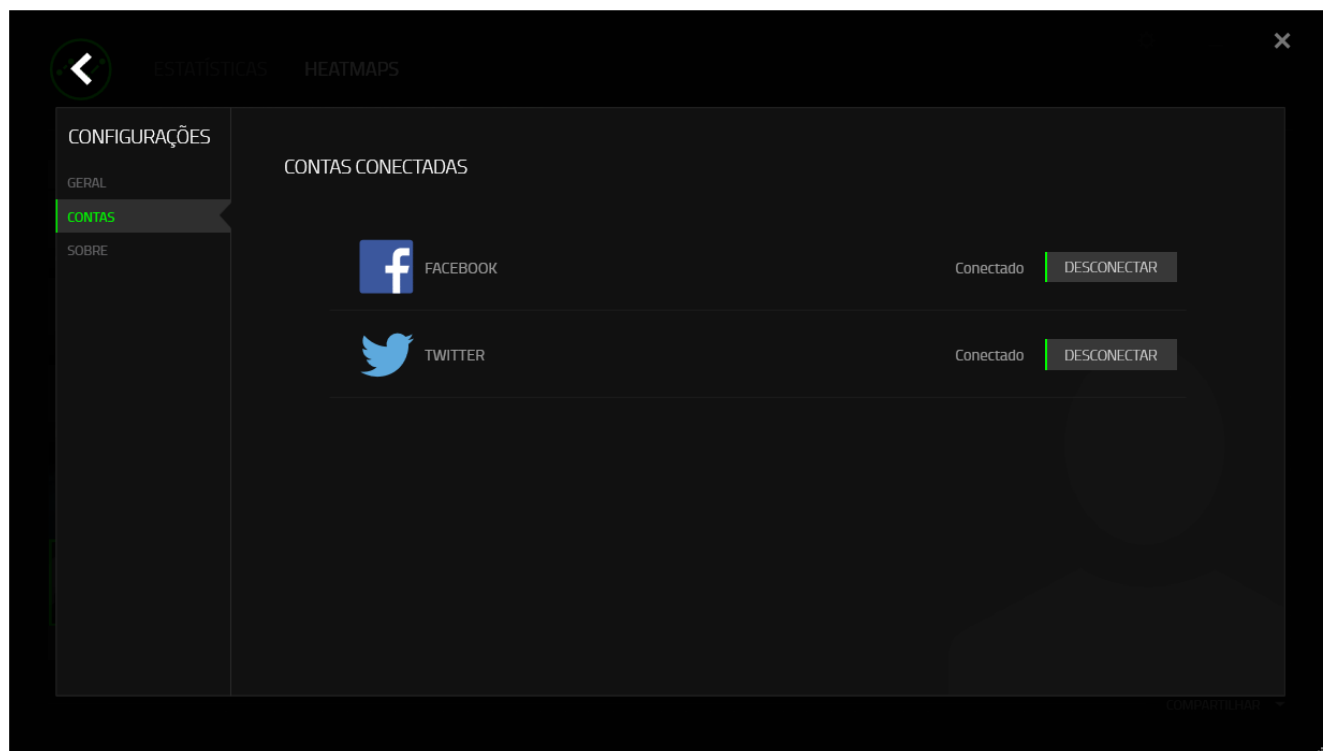 ESTATÍSTICAS HEATMAPS
CONFIGURAÇÕES
GERAL
CONTAS
SOBRE
CONTAS CONECTADAS
FACEBOOK Conectado DESCONECTAR
TWITTER Conectado DESCONECTAR
COMPARTILHAR